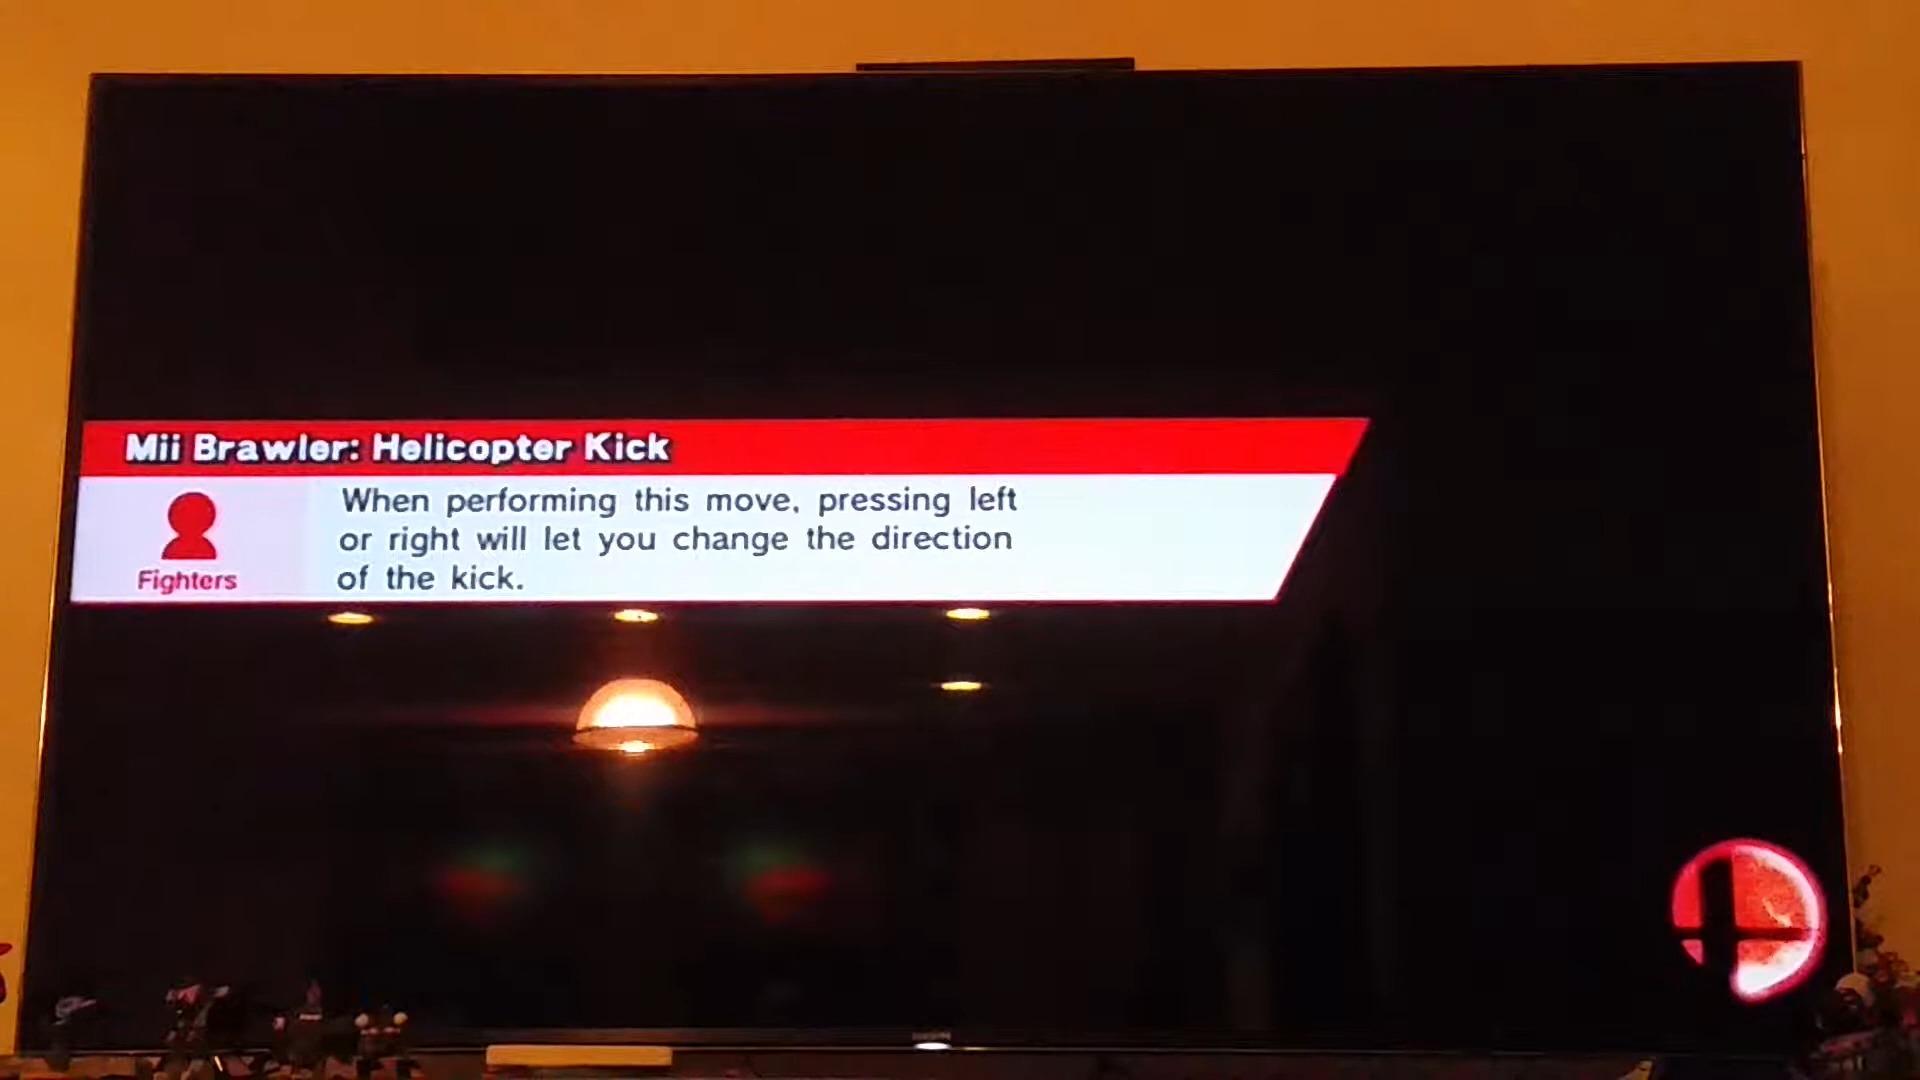 Mii Brawler: Helicopter Kick
When performing this move, pressing left
or right will let you change the direction
of the kick.
Fighters